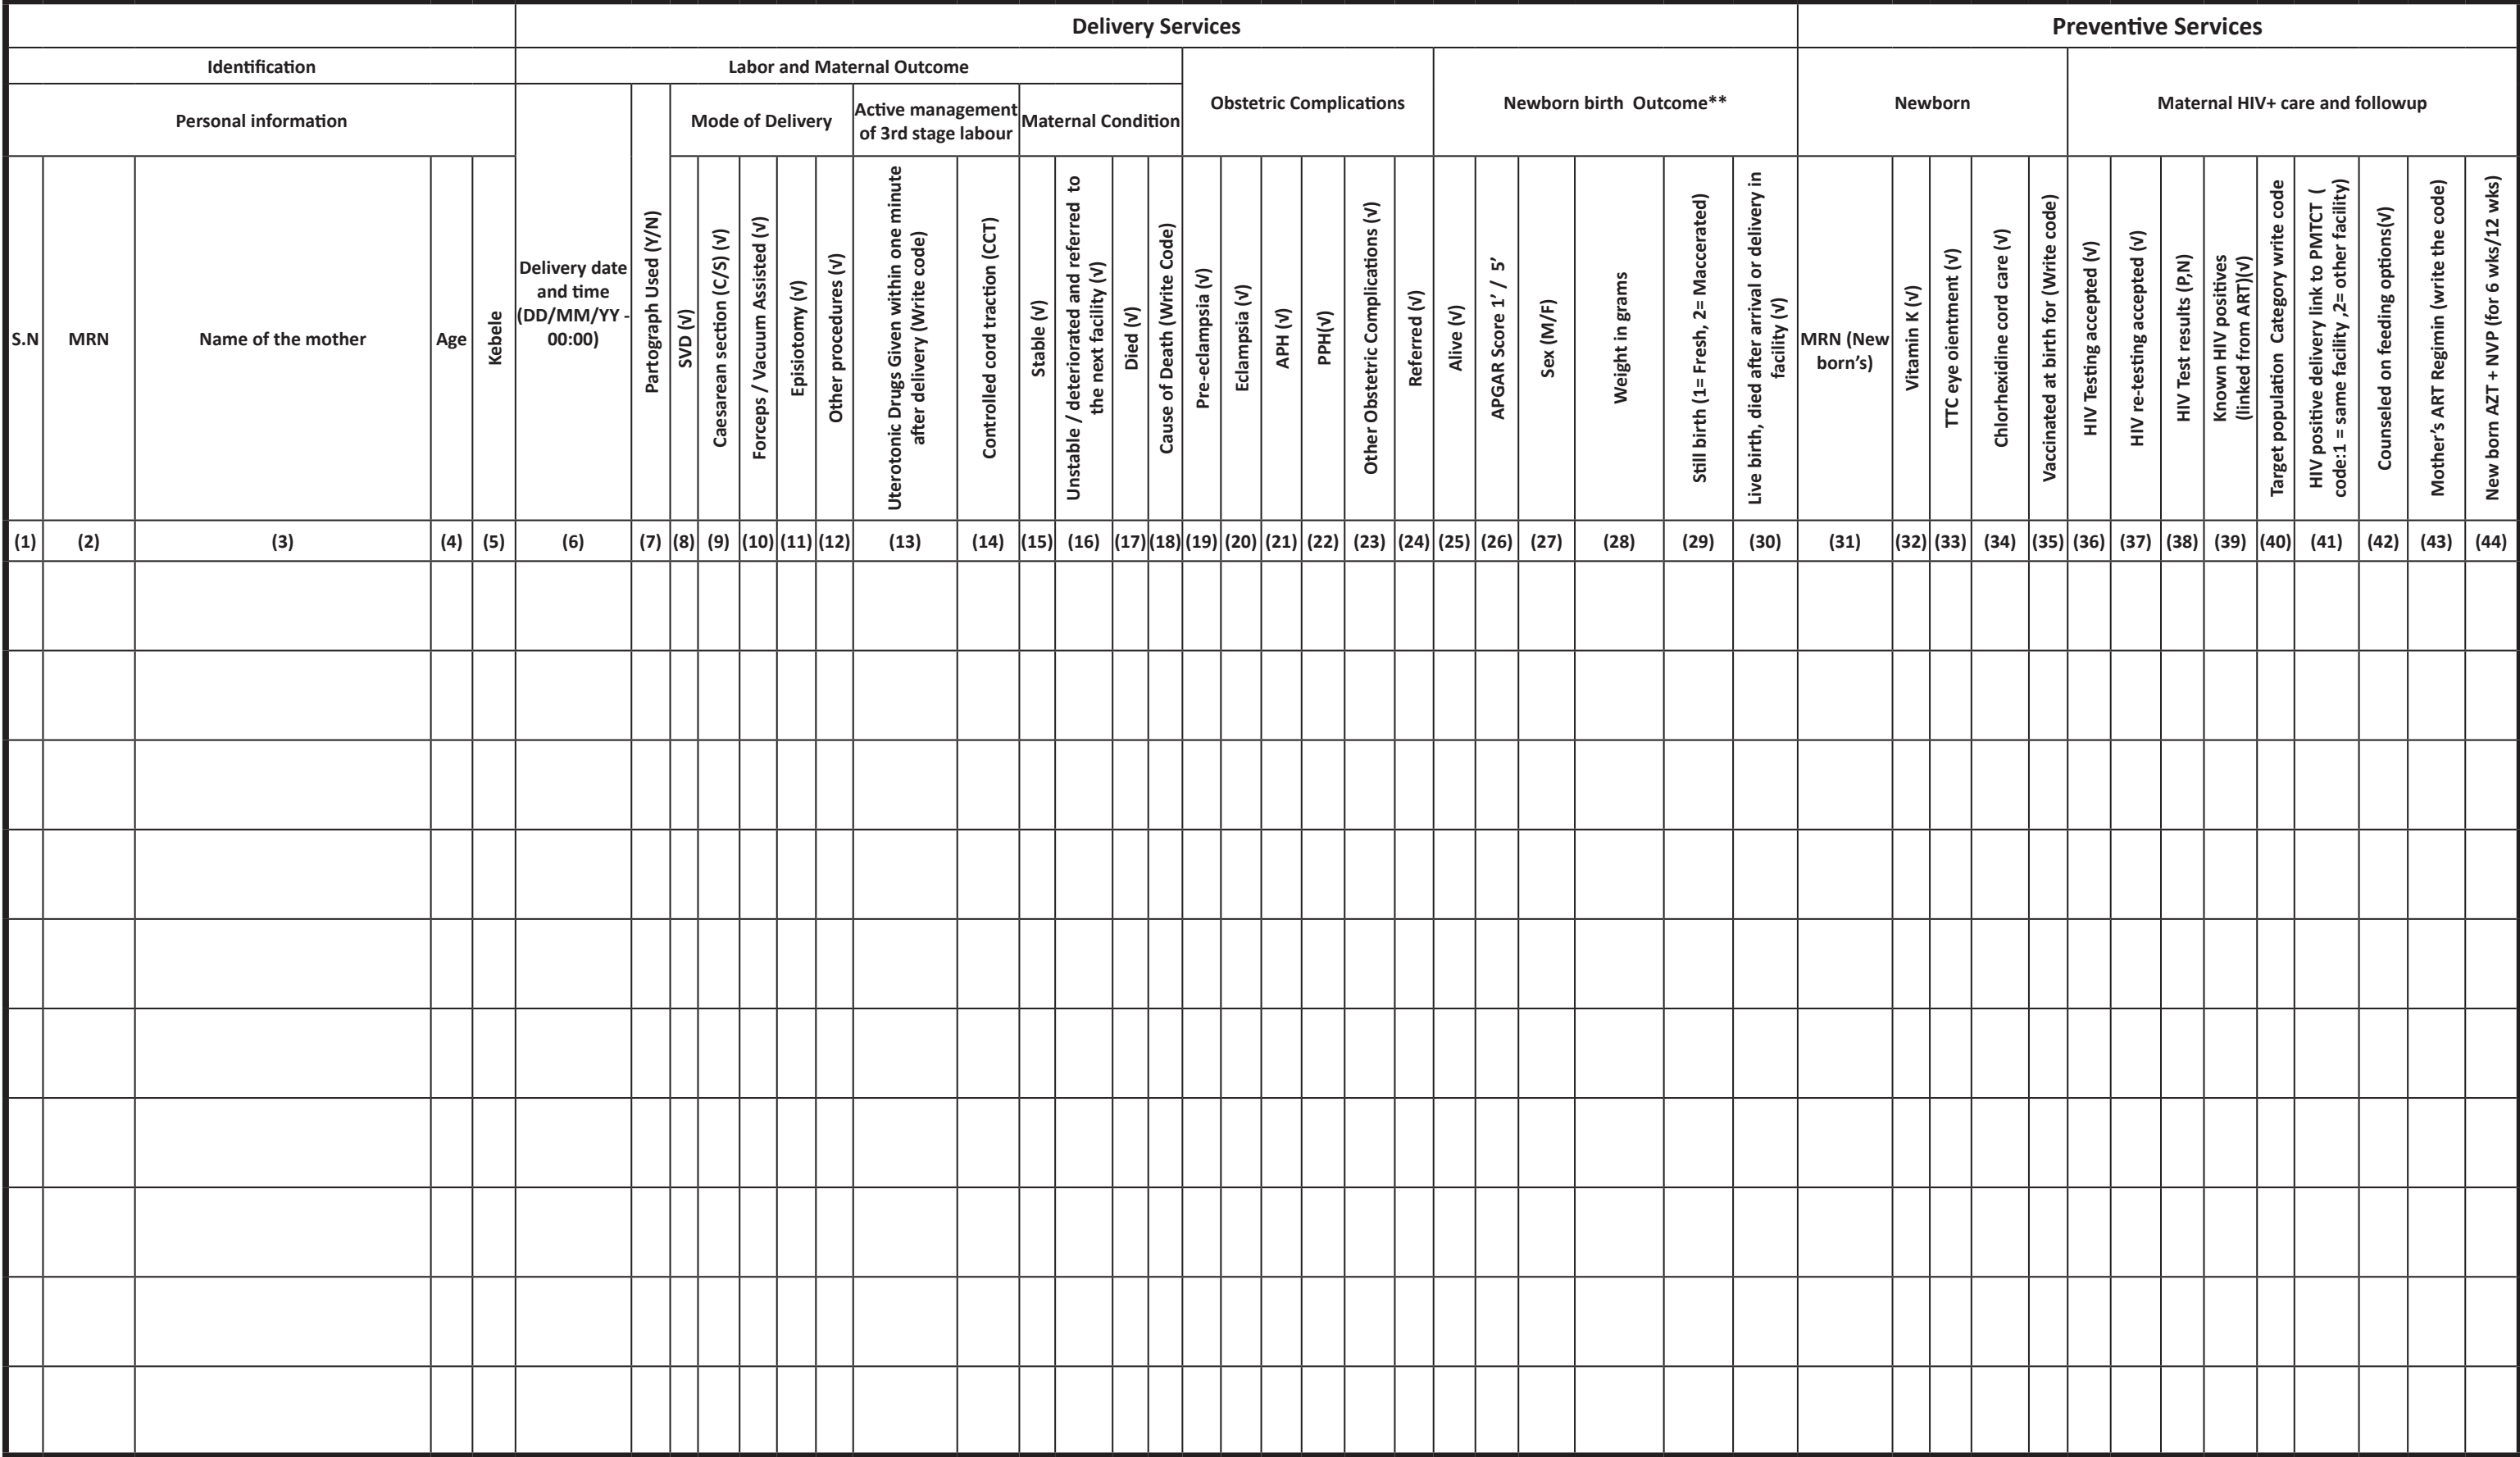 Delivery Services
Preventive Services
Identification
Labor and Maternal Outcome
Obstetric Complications
Newborn birth  Outcome**
Newborn
Maternal HIV+ care and followup
Personal information
Mode of Delivery
Active management
of 3rd stage labour
Maternal Condition
S.N
MRN
Name of the mother
Age
Kebele
Delivery date
and time
(DD/MM/YY -
00:00)
Partograph Used (Y/N)
SVD (v)
Caesarean section (C/S) (v)
Forceps / Vacuum Assisted (v)
Episiotomy (v)
Other procedures (v)
Uterotonic Drugs Given within one minute
after delivery (Write code)
Controlled cord traction (CCT)
Stable (v)
Unstable / deteriorated and referred  to
the next facility (v)
Died (v)
Cause of Death (Write Code)
Pre-eclampsia (v)
Eclampsia (v)
APH (v)
PPH(v)
Other Obstetric Complications (v)
Referred (v)
Alive (v)
APGAR Score 1’ / 5’
Sex (M/F)
Weight in grams
Still birth (1= Fresh, 2= Maccerated)
Live birth, died after arrival or delivery in
facility (v)
MRN (New
born’s)
Vitamin K (v)
TTC eye oientment (v)
Chlorhexidine cord care (v)
Vaccinated at birth for (Write code)
HIV Testing accepted (v)
HIV re-testing accepted (v)
HIV Test results (P,N)
Known HIV positives
(linked from ART)(v)
Target population  Category write code
HIV positive delivery link to PMTCT (
code:1 = same facility ,2= other facility)
Counseled on feeding options(v)
Mother’s ART Regimin (write the code)
New born AZT + NVP (for 6 wks/12 wks)
(1) (2) (3) (4) (5) (6) (7) (8) (9) (10) (11) (12) (13) (14) (15) (16) (17) (18) (19) (20) (21) (22) (23) (24) (25) (26) (27) (28) (29) (30) (31) (32) (33) (34) (35) (36) (37) (38) (39) (40) (41) (42) (43) (44)